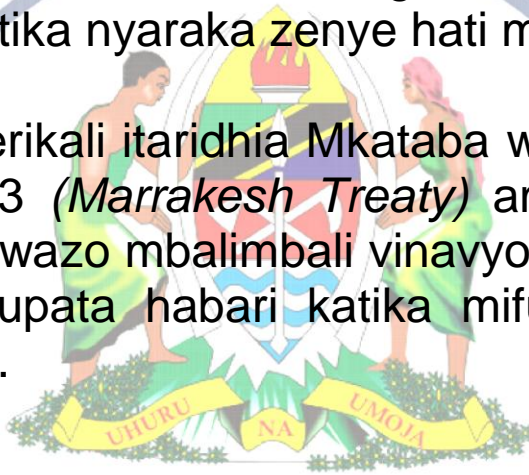 tika nyaraka zenye hati m
erikali itaridhia Mkataba w
3 (Marrakesh Treaty) ar
wazo mbalimbali vinavyo
upata habari katika mifu
.
UHURU NA UMOJA